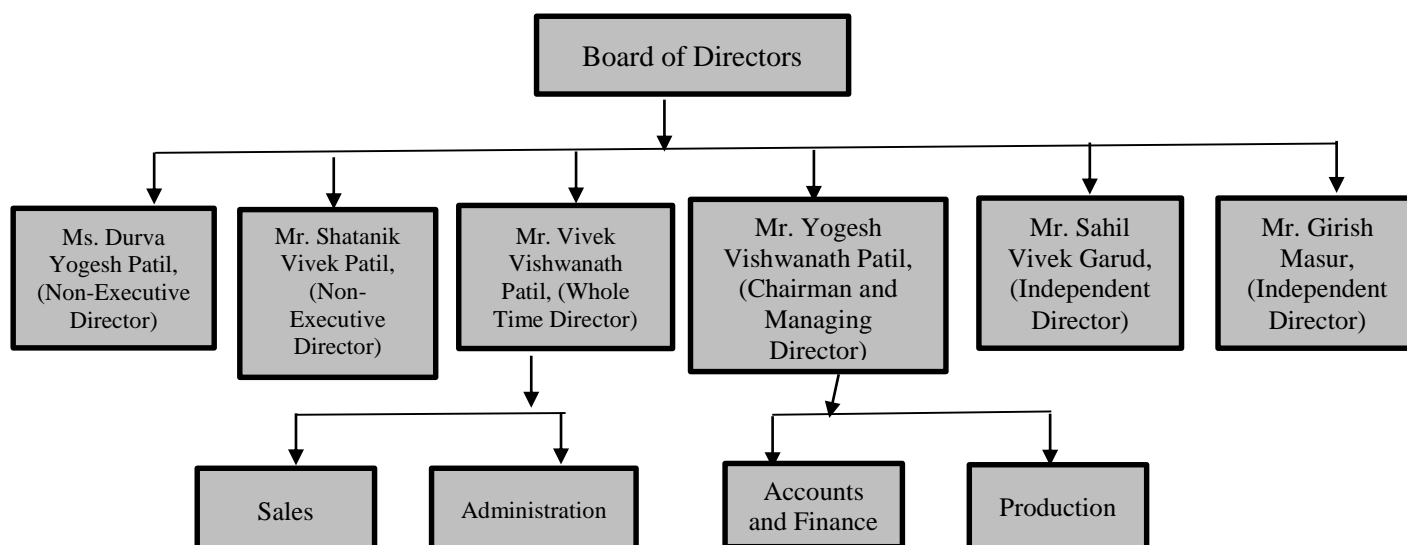 Board of Directors
Ms. Durva
Yogesh Patil,
(Non-Executive
Director)
Mr. Shatanik
Vivek Patil,
(Non-
Executive
Director)
Mr. Vivek
Vishwanath
Patil, (Whole
Time Director)
Mr. Yogesh
Vishwanath Patil,
(Chairman and
Managing
Director)
Mr. Sahil
Vivek Garud,
(Independent
Director)
Mr. Girish
Masur,
(Independent
Director)
Sales
Administration
Accounts
and Finance
Production